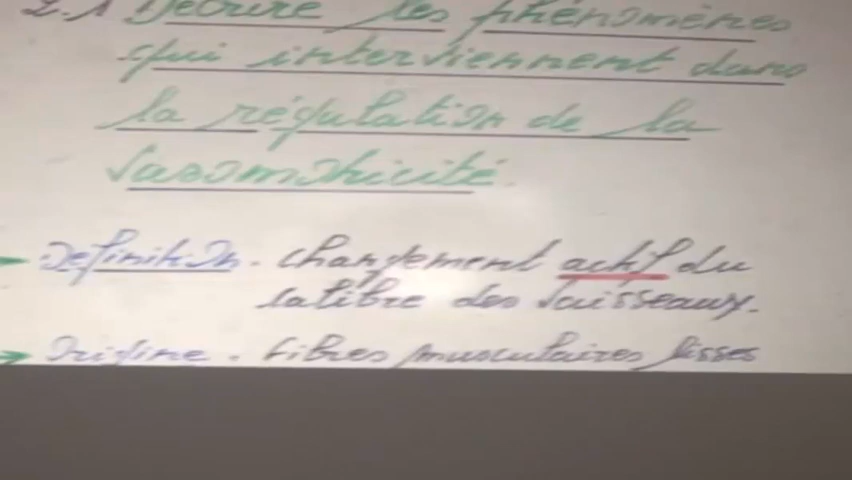 2.1 Décrire les phénomènes
qui interviennent dans
la régulation de la
vasomotricité.
Définition. changement actif du
calibre des vaisseaux.
Origine. Fibres musculaires lisses